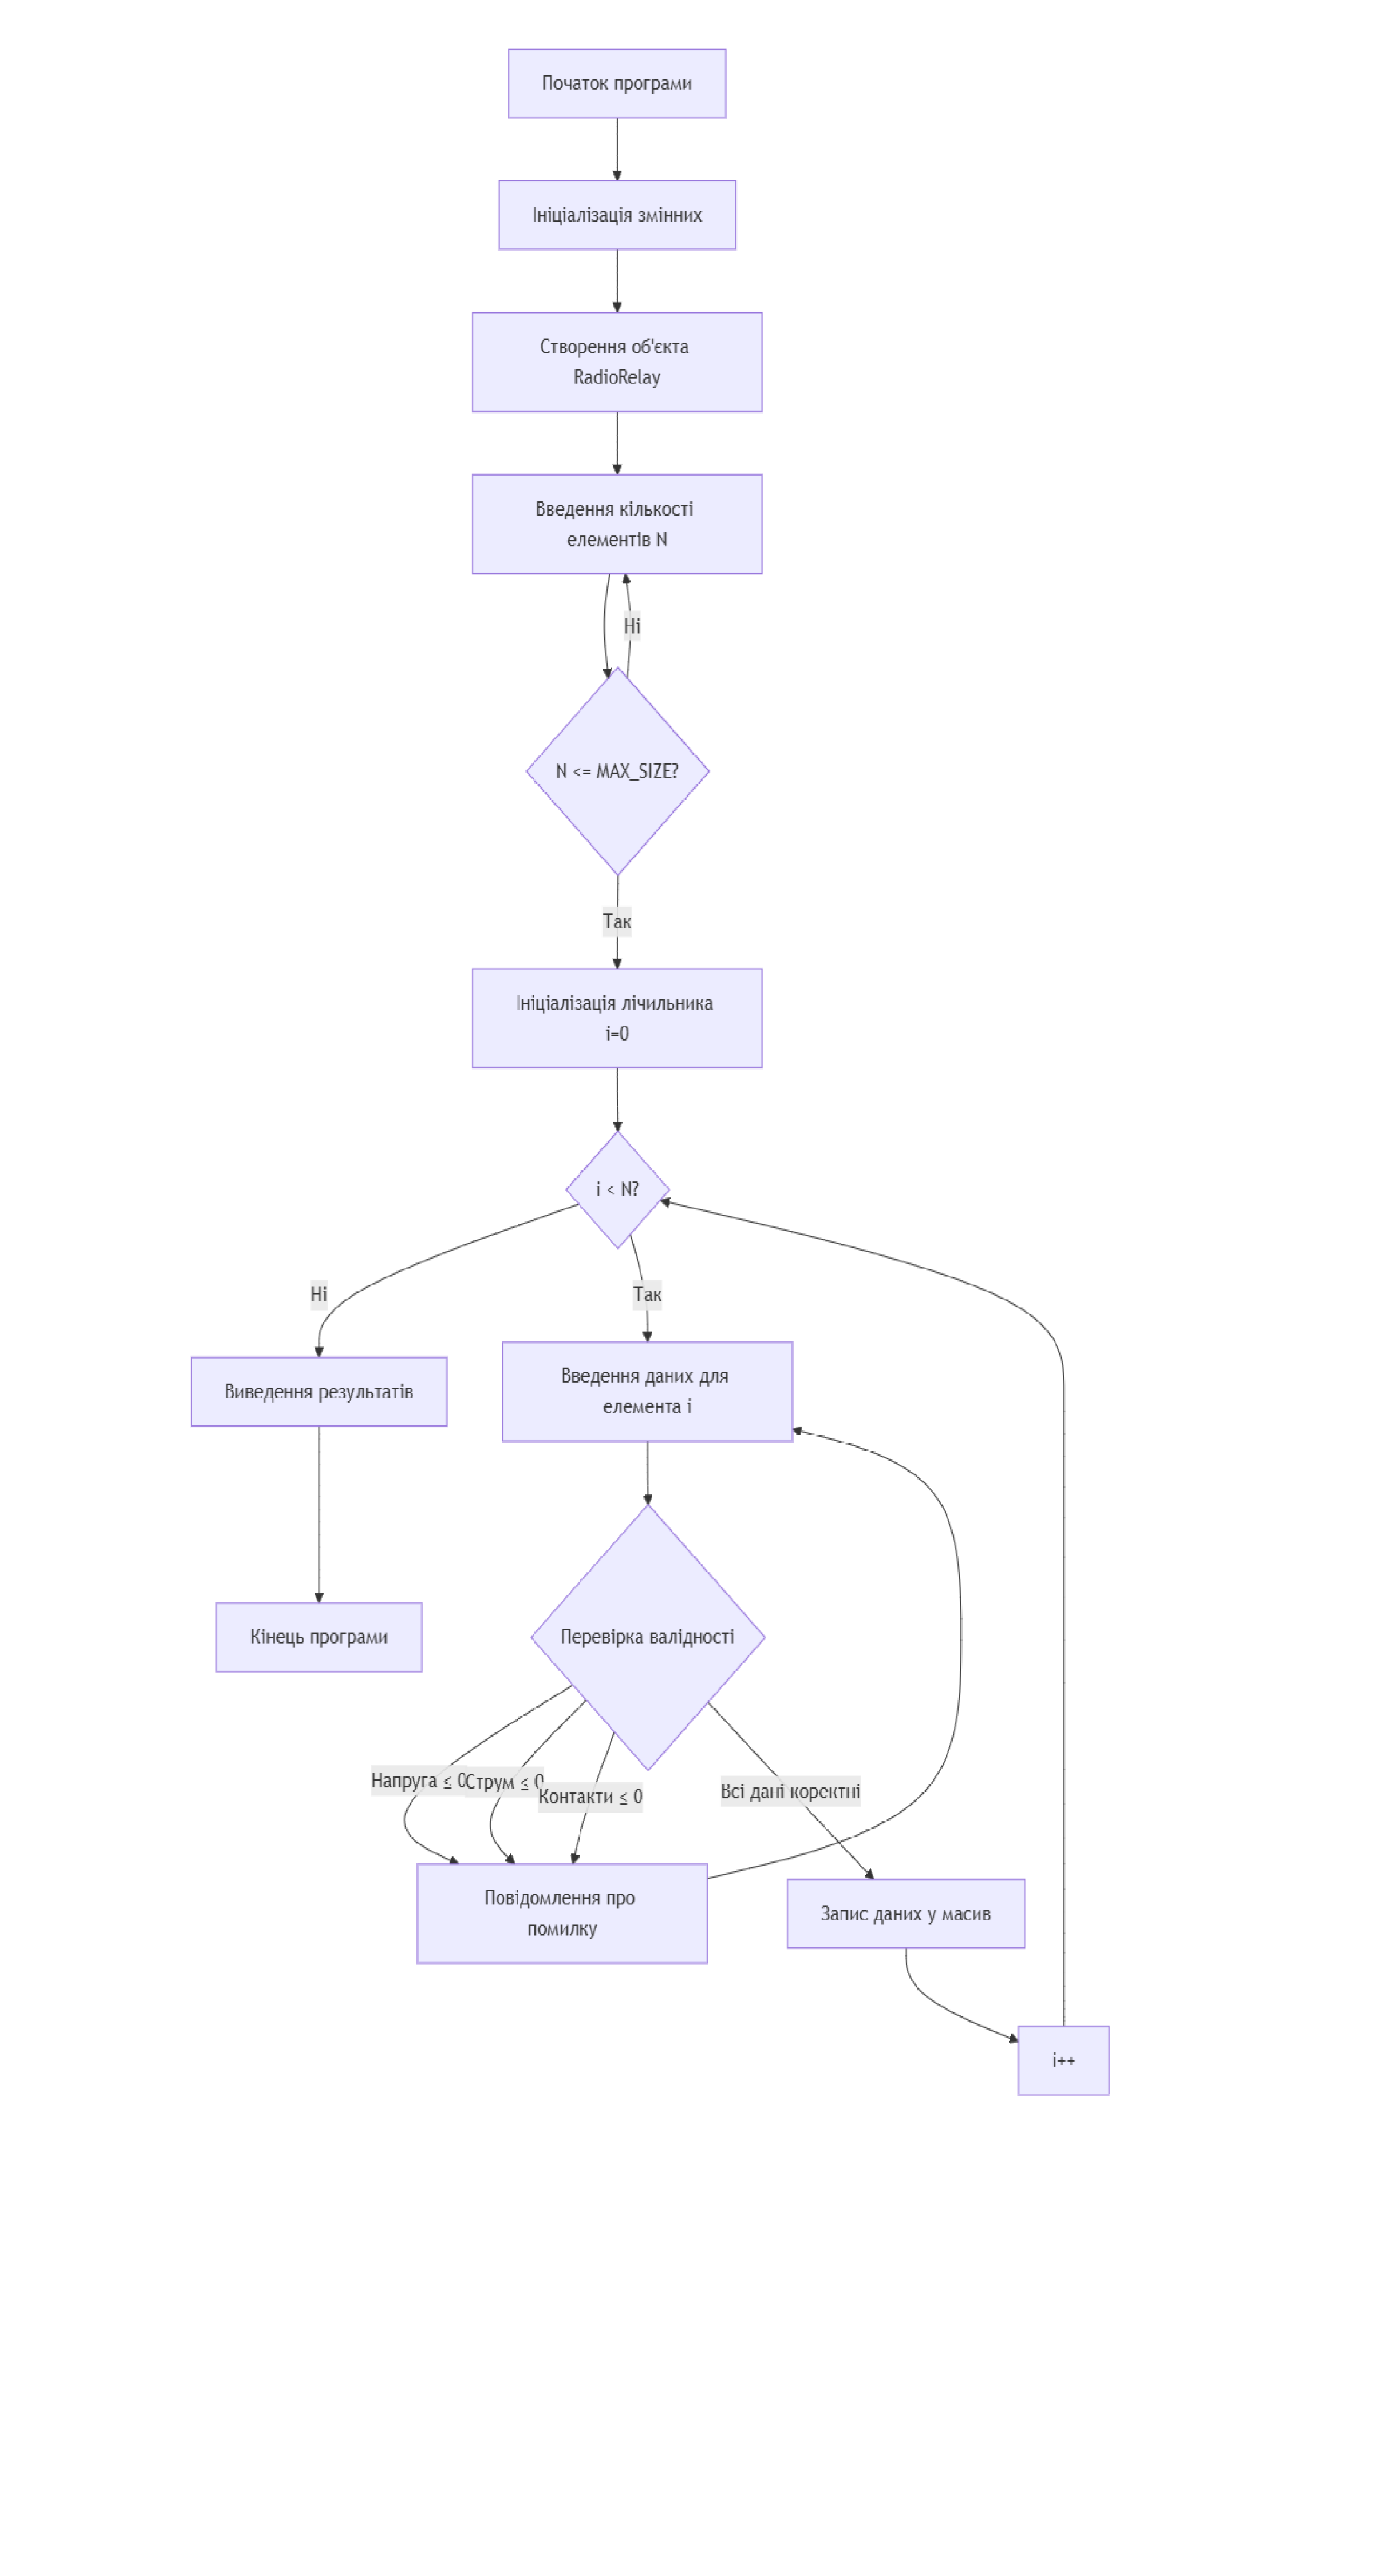 Початок програми
Ініціалізація змінних
Створення об'єкта
RadioRelay
Введення кількості
елементів N
Ні
N <= MAX_SIZE?
Так
Ініціалізація лічильника
i=0
i < N?
Ні
Так
Виведення результатів
Введення даних для
елемента i
Кінець програми
Перевірка валідності
Напруга ≤ 0
Струм ≤ 0
Контакти ≤ 0
Всі дані коректні
Повідомлення про
помилку
Запис даних у масив
i++